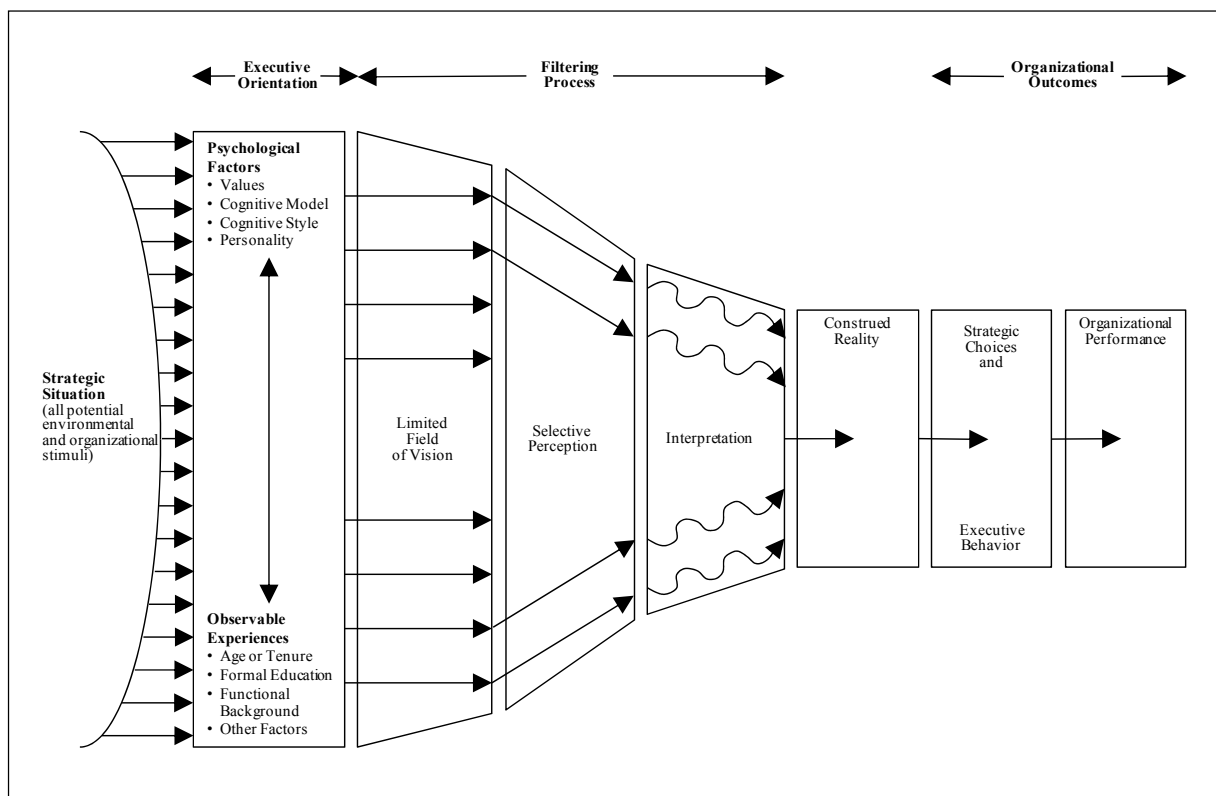 Executive
Orientation
Filtering
Process
Organizational
Outcomes
Strategic
Situation
(all potential
environmental
and organizational
stimuli)
Psychological
Factors
• Values
• Cognitive Model
• Cognitive Style
• Personality
Observable
Experiences
• Age or Tenure
• Formal Education
• Functional
Background
• Other Factors
Limited
Field
of Vision
Selective
Perception
Interpretation
Construed
Reality
Strategic
Choices
and
Executive
Behavior
Organizational
Performance